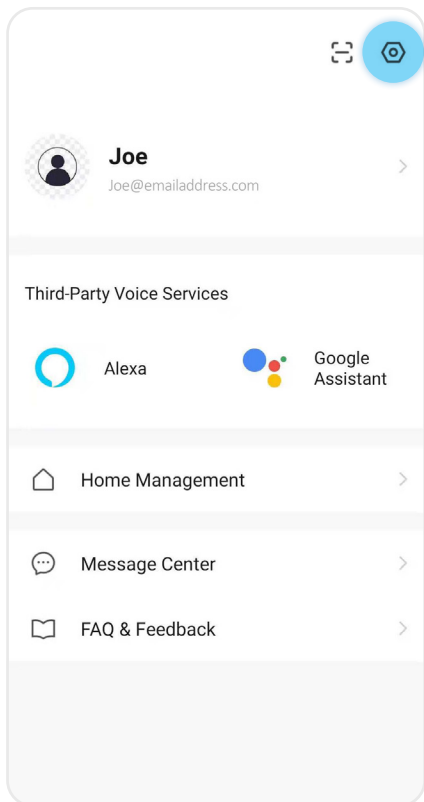 Joe
Joe@emailaddress.com
Third-Party Voice Services
Alexa
Google
Assistant
Home Management
Message Center
FAQ & Feedback